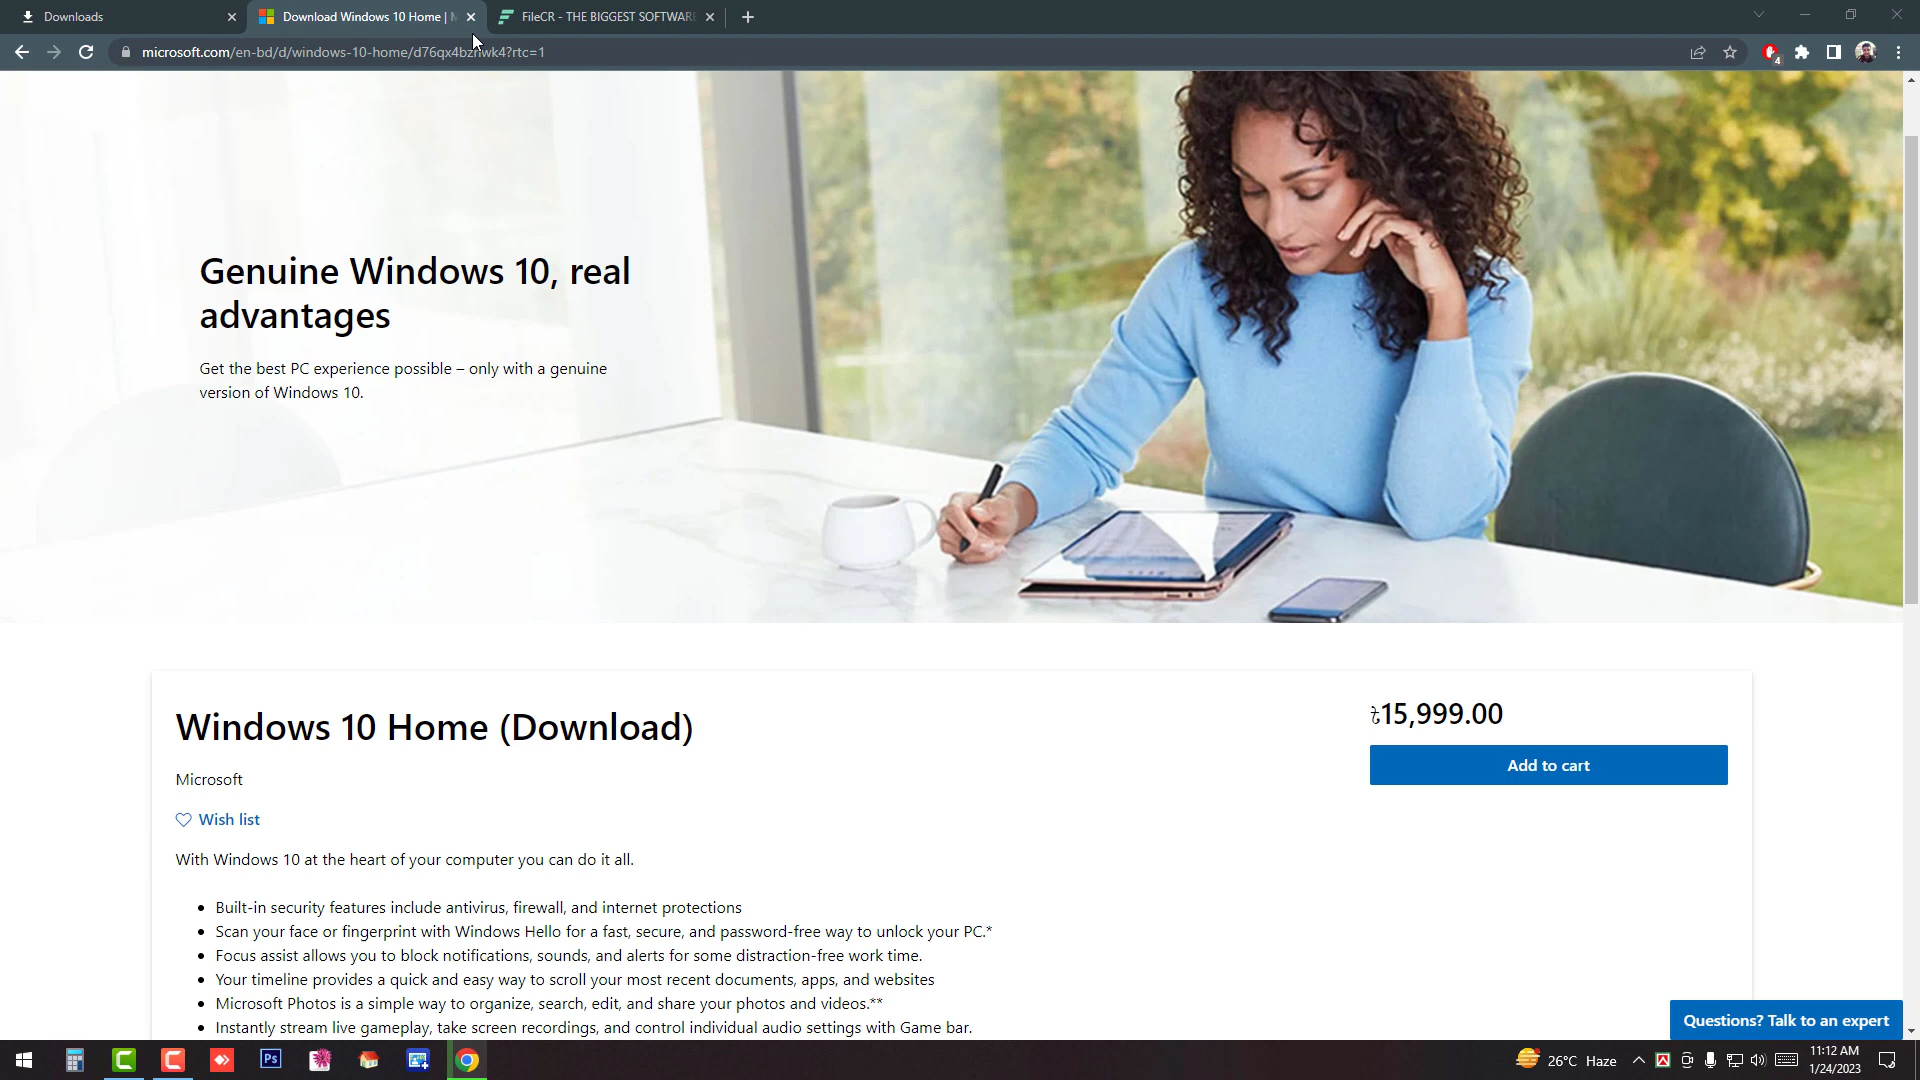 Downloads
Download Windows 10 Home |
FileCR - THE BIGGEST SOFTWARE
microsoft.com/en-bd/d/windows-10-home/d76qx4bznwk4?rtc=1
4
Genuine Windows 10, real
advantages
Get the best PC experience possible – only with a genuine
version of Windows 10.
Windows 10 Home (Download)
৳15,999.00
Add to cart
Microsoft
Wish list
With Windows 10 at the heart of your computer you can do it all.
• Built-in security features include antivirus, firewall, and internet protections
• Scan your face or fingerprint with Windows Hello for a fast, secure, and password-free way to unlock your PC.*
• Focus assist allows you to block notifications, sounds, and alerts for some distraction-free work time.
• Your timeline provides a quick and easy way to scroll your most recent documents, apps, and websites
• Microsoft Photos is a simple way to organize, search, edit, and share your photos and videos.**
• Instantly stream live gameplay, take screen recordings, and control individual audio settings with Game bar.
Questions? Talk to an expert
Ps
26°C Haze
11:12 AM
1/24/2023